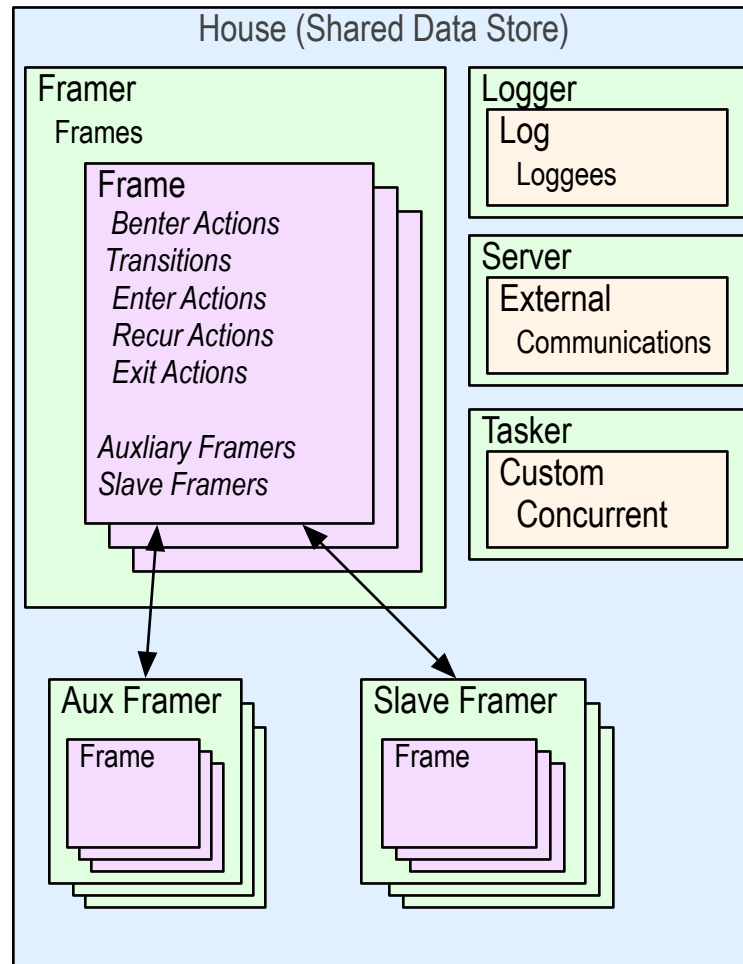 House (Shared Data Store)
Framer
Frames
Frame
Benter Actions
Transitions
Enter Actions
Recur Actions
Exit Actions
Auxliary Framers
Slave Framers
Logger
Log
Loggees
Server
External
Communications
Tasker
Custom
Concurrent
Aux Framer
Frame
Slave Framer
Frame